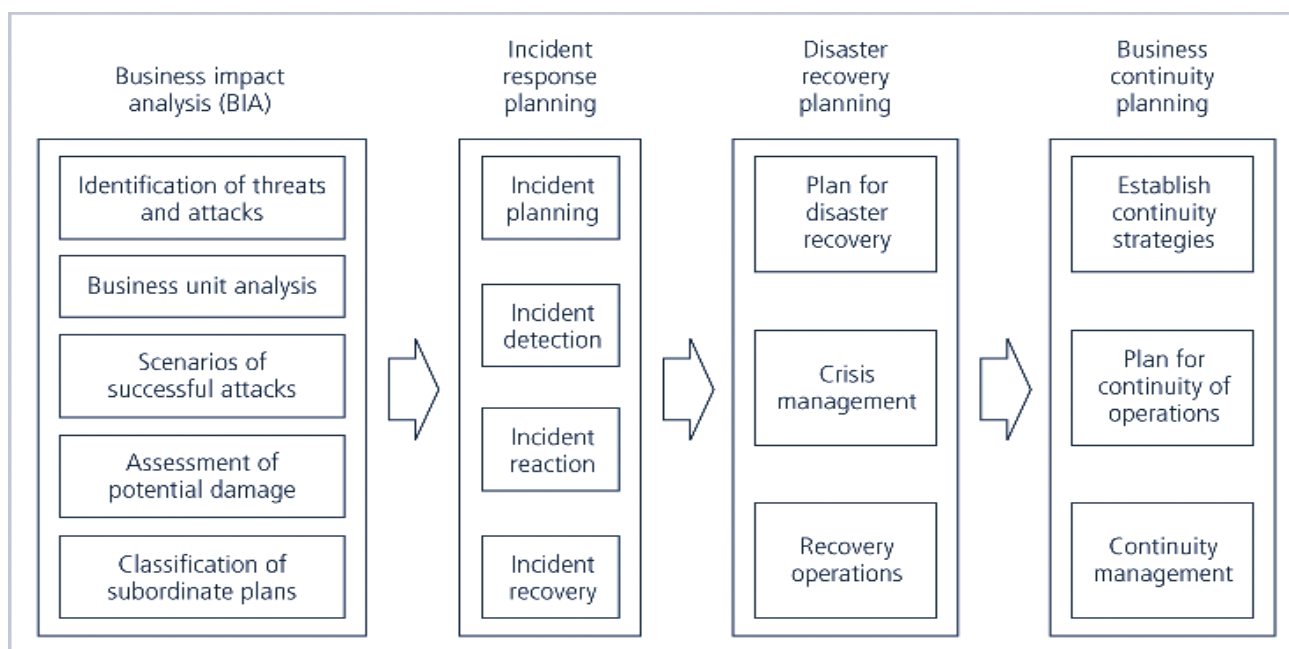 Business impact
analysis (BIA)
Identification of threats
and attacks
Business unit analysis
Scenarios of
successful attacks
Assessment of
potential damage
Classification of
subordinate plans
Incident
response
planning
Incident
planning
Incident
detection
Incident
reaction
Incident
recovery
Disaster
recovery
planning
Plan for
disaster
recovery
Crisis
management
Recovery
operations
Business
continuity
planning
Establish
continuity
strategies
Plan for
continuity of
operations
Continuity
management